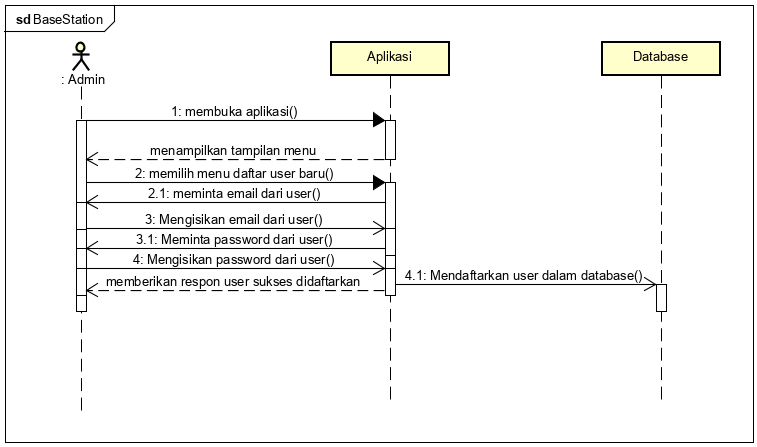 sd BaseStation
: Admin
Aplikasi
Database
1: membuka aplikasi()
menampilkan tampilan menu
2: memilih menu daftar user baru()
2.1: meminta email dari user()
3: Mengisikan email dari user()
3.1: Meminta password dari user()
4: Mengisikan password dari user()
4.1: Mendaftarkan user dalam database()
memberikan respon user sukses didaftarkan